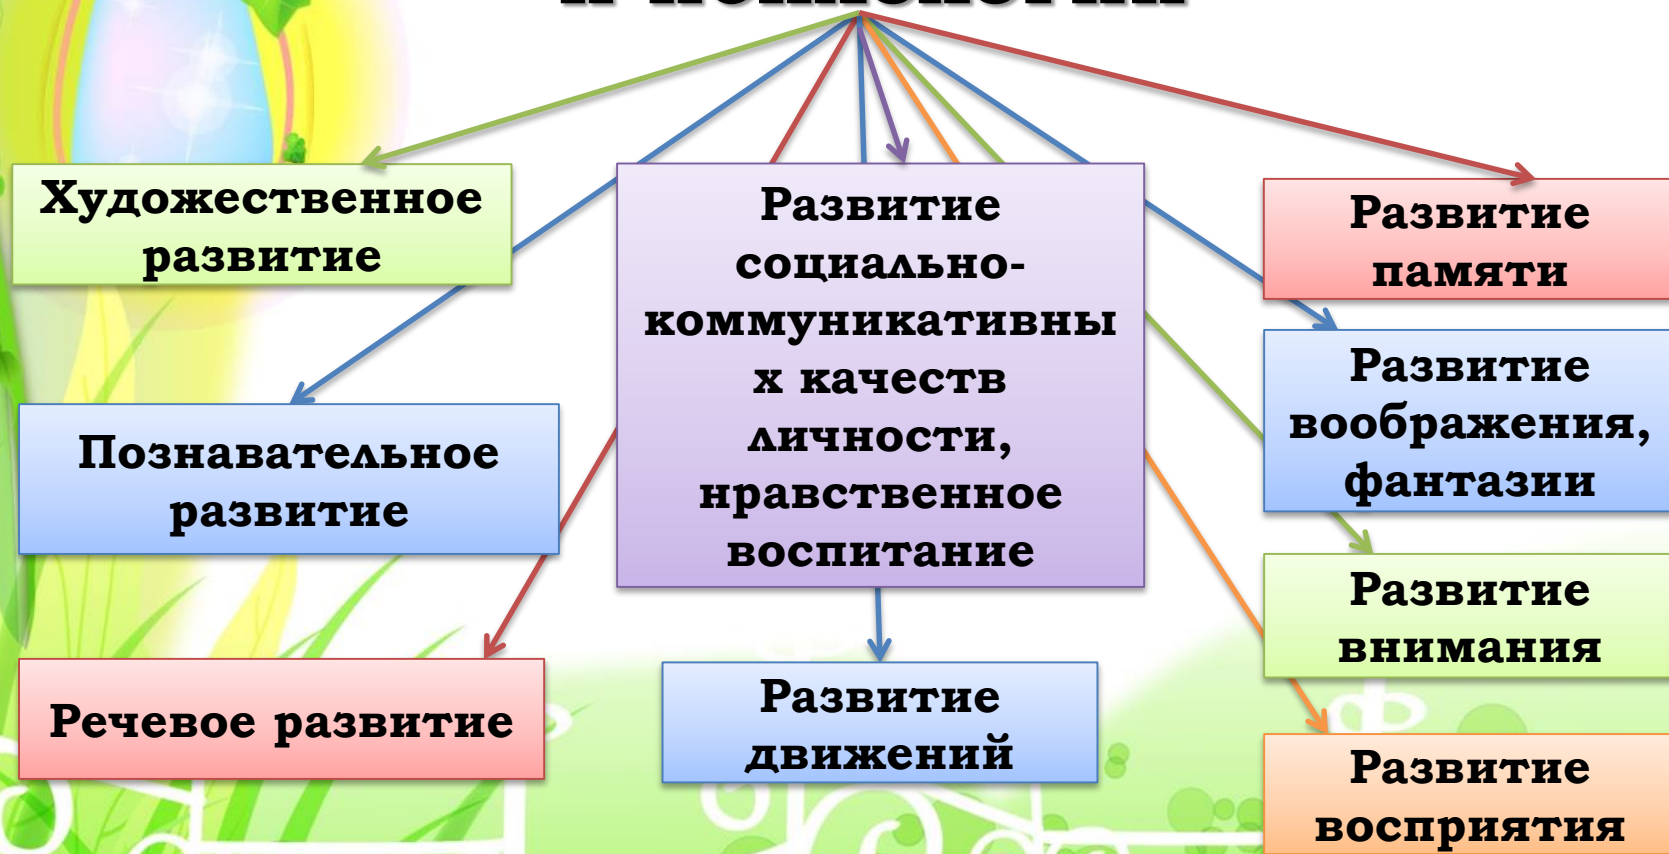 Художественное
развитие
Познавательное
развитие
Речевое развитие
Развитие
социально-
коммуникативны
х качеств
личности,
нравственное
воспитание
Развитие
движений
Развитие
памяти
Развитие
воображения,
фантазии
Развитие
внимания
Развитие
восприятия